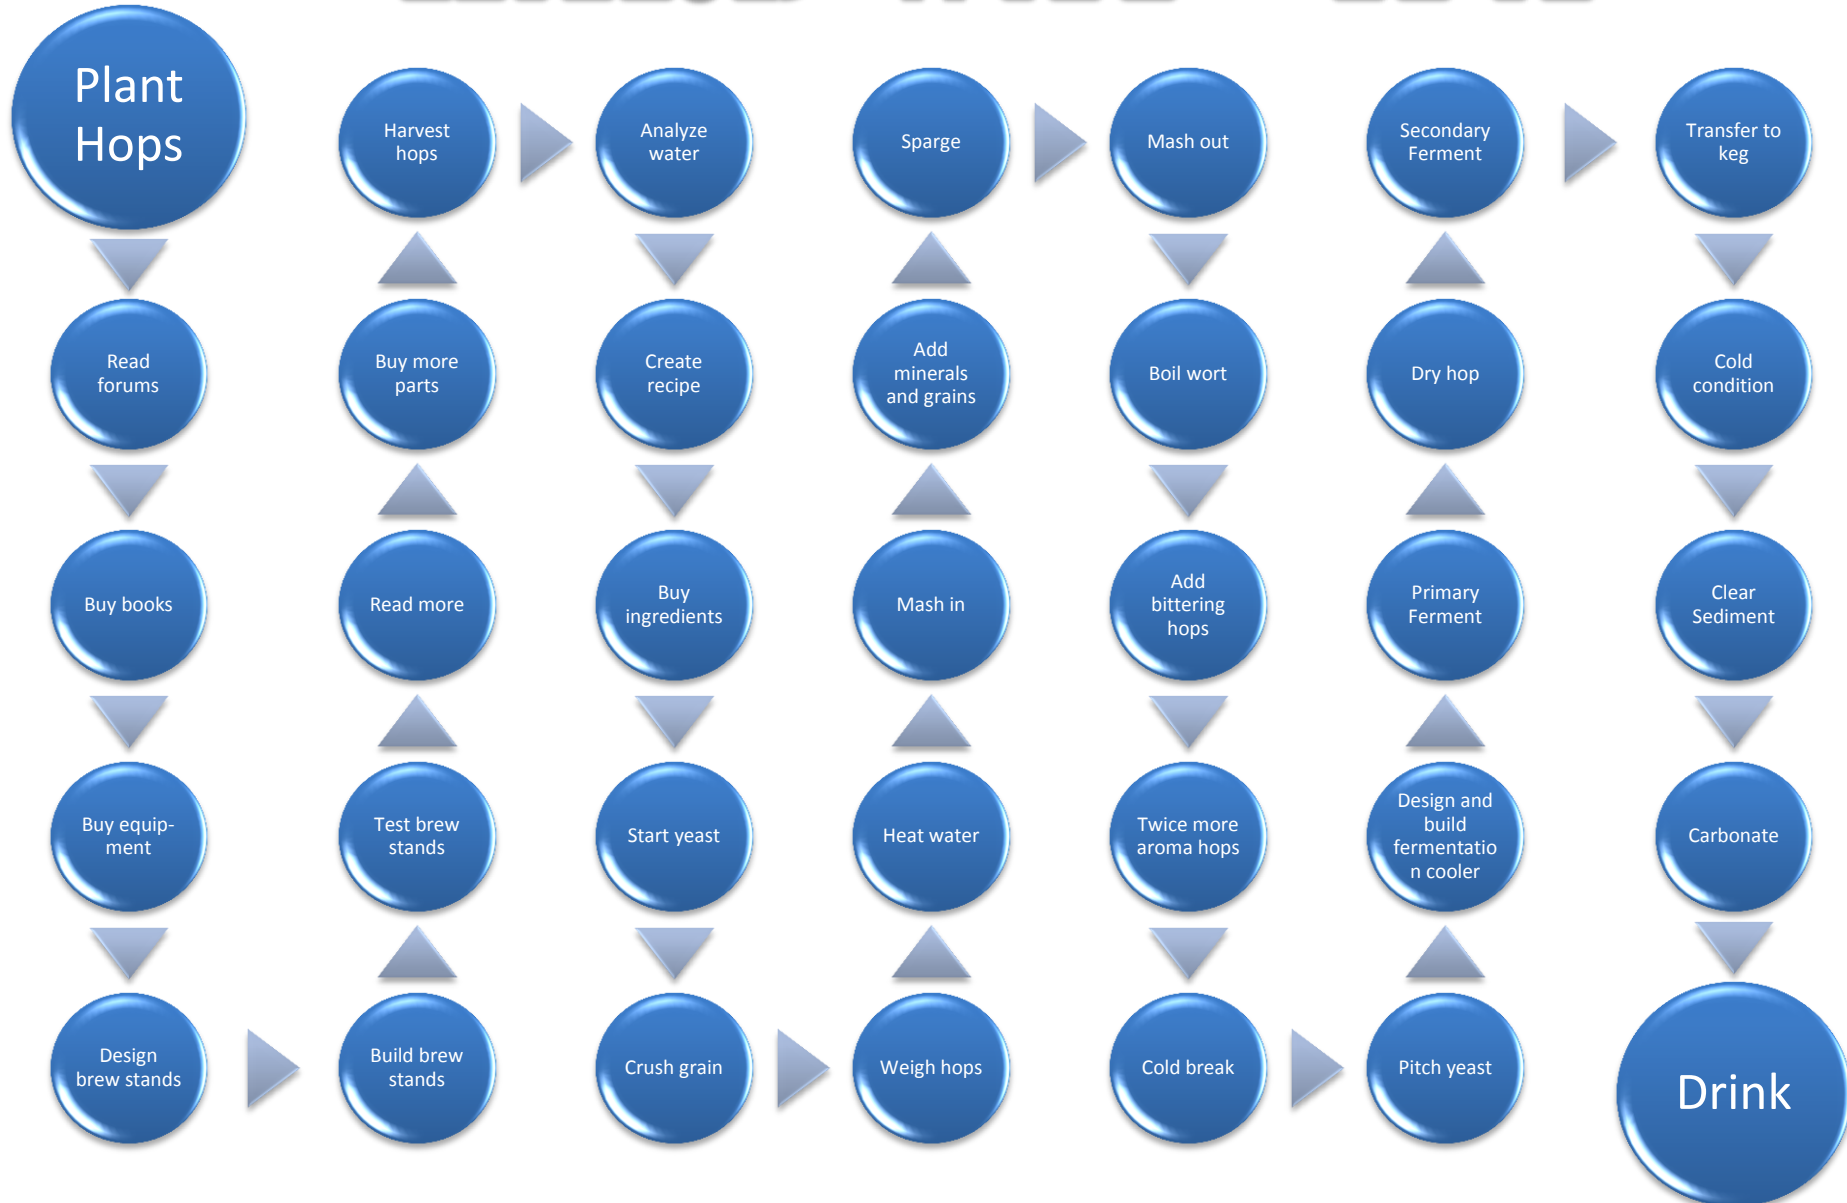 Plant
Hops
Read
forums
Buy books
Buy equip-
ment
Design
brew stands
Build brew
stands
Test brew
stands
Read more
Buy more
parts
Harvest
hops
Analyze
water
Create
recipe
Buy
ingredients
Start yeast
Crush grain
Weigh hops
Heat water
Mash in
Add
minerals
and grains
Sparge
Mash out
Boil wort
Add
bittering
hops
Twice more
aroma hops
Cold break
Pitch yeast
Design and
build
fermentatio
n cooler
Primary
Ferment
Dry hop
Secondary
Ferment
Transfer to
keg
Cold
condition
Clear
Sediment
Carbonate
Drink